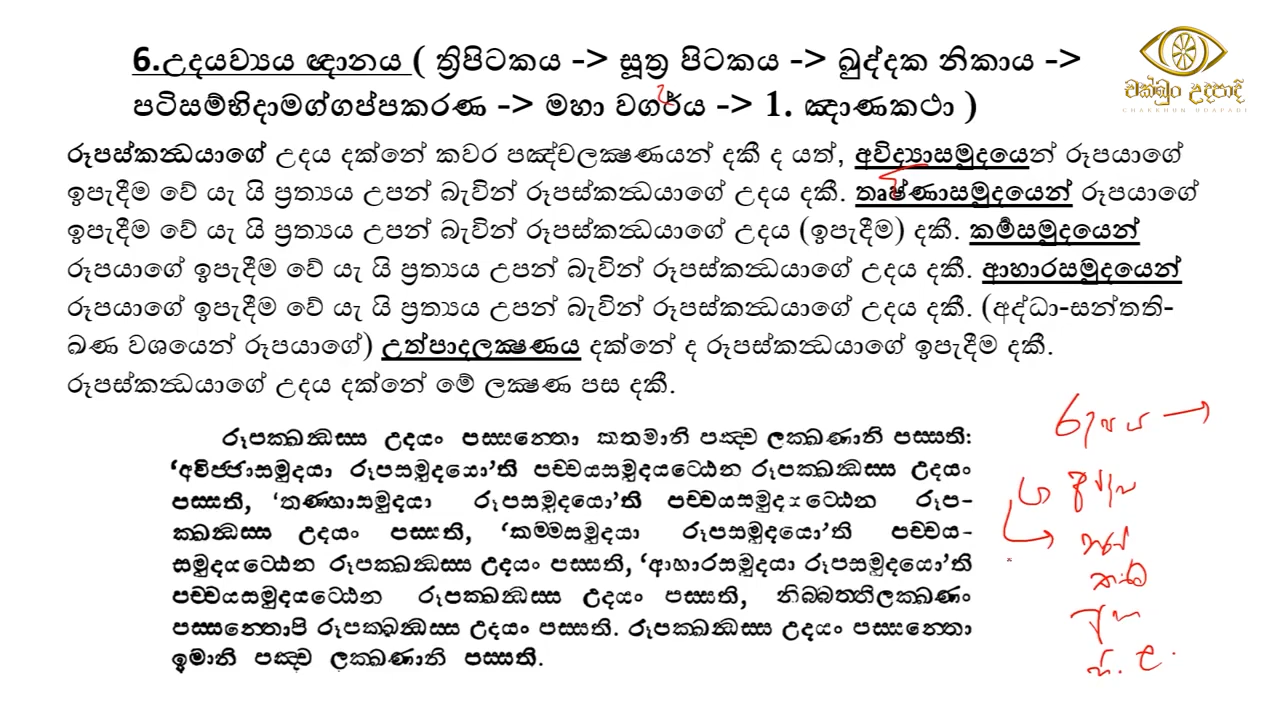 6.උදයව්‍යය ඥානය ( ත්‍රිපිටකය -> සූත්‍ර පිටකය -> ඛුද්දක නිකාය ->
පටිසම්භිදාමග්ගප්පකරණ -> මහා වර්ගය -> 1. ඤාණකථා )
චක්ඛුං උදපාදි
CHAKKHUN UDAPADI
රූපස්කන්ධයාගේ උදය දක්නේ කවර පඤ්චලක්‍ෂණයන් දකී ද යත්, අවිද්‍යාසමුදයෙන් රූපයාගේ
ඉපැදීම වේ යැ යි ප්‍රත්‍යය උපන් බැවින් රූපස්කන්ධයාගේ උදය දකී. තෘෂ්ණාසමුදයෙන් රූපයාගේ
ඉපැදීම වේ යැ යි ප්‍රත්‍යය උපන් බැවින් රූපස්කන්ධයාගේ උදය (ඉපැදීම) දකී. කර්මසමුදයෙන්
රූපයාගේ ඉපැදීම වේ යැ යි ප්‍රත්‍යය උපන් බැවින් රූපස්කන්ධයාගේ උදය දකී. ආහාරසමුදයෙන්
රූපයාගේ ඉපැදීම වේ යැ යි ප්‍රත්‍යය උපන් බැවින් රූපස්කන්ධයාගේ උදය දකී. (අද්ධා-සන්තති-
ඛණ වශයෙන් රූපයාගේ) උත්පාදලක්‍ෂණය දක්නේ ද රූපස්කන්ධයාගේ ඉපැදීම දකී.
රූපස්කන්ධයාගේ උදය දක්නේ මේ ලක්‍ෂණ පස දකී.
රූපක්ඛන්ධස්ස උදයං පස්සන්තො කතමානි පඤ්ච ලක්ඛණානි පස්සති:
‘අවිජ්ජාසමුදයා රූපසමුදයො’ති පච්චයසමුදයට්ඨෙන රූපක්ඛන්ධස්ස උදයං
පස්සති, ‘තණ්හාසමුදයා රූපසමුදයො’ති පච්චයසමුදයට්ඨෙන රූප-
ක්ඛන්ධස්ස උදයං පස්සති, ‘කම්මසමුදයා රූපසමුදයො’ති පච්චය-
සමුදයට්ඨෙන රූපක්ඛන්ධස්ස උදයං පස්සති, ‘ආහාරසමුදයා රූපසමුදයො’ති
පච්චයසමුදයට්ඨෙන රූපක්ඛන්ධස්ස උදයං පස්සති, නිබ්බත්තිලක්ඛණං
පස්සන්තොපි රූපක්ඛන්ධස්ස උදයං පස්සති. රූපක්ඛන්ධස්ස උදයං පස්සන්තො
ඉමානි පඤ්ච ලක්ඛණානි පස්සති.
රූපය